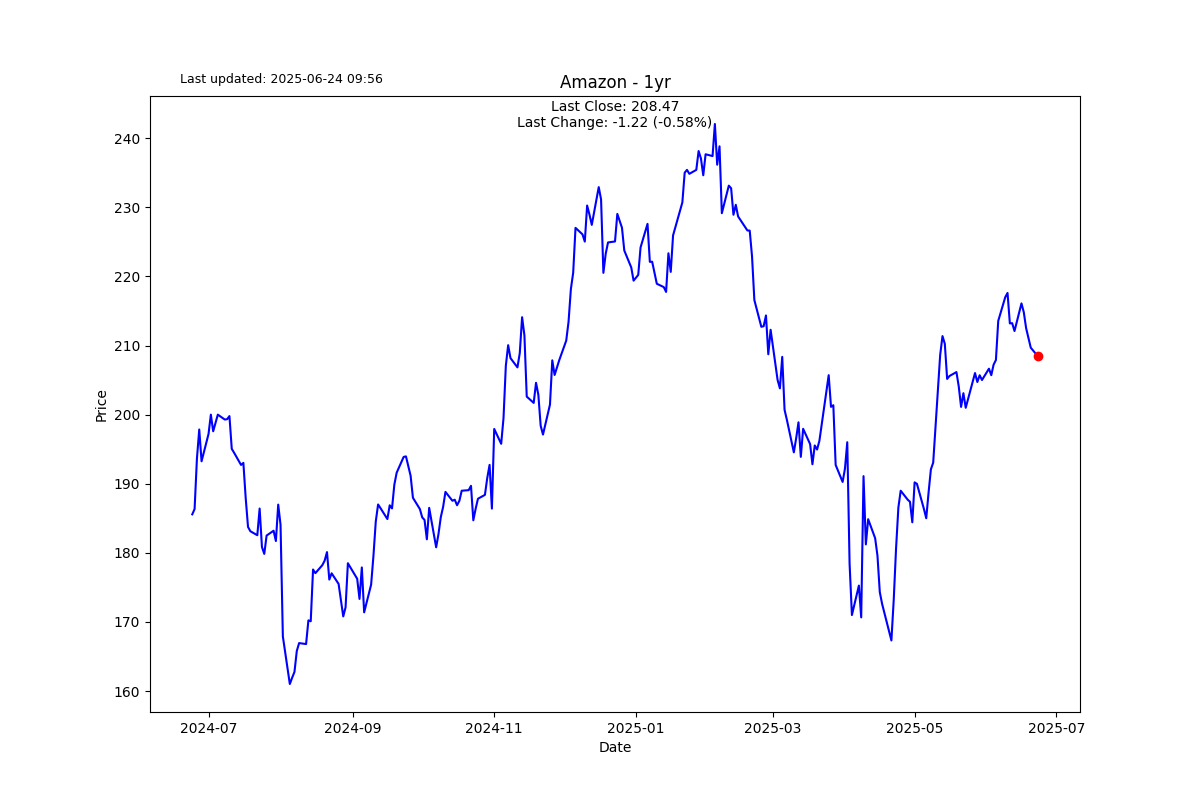 Last updated: 2025-06-24 09:56
Amazon - 1yr
Last Close: 208.47
Last Change: -1.22 (-0.58%)
Price
240
230
220
210
200
190
180
170
160
2024-07 2024-09 2024-11 2025-01 2025-03 2025-05 2025-07
Date